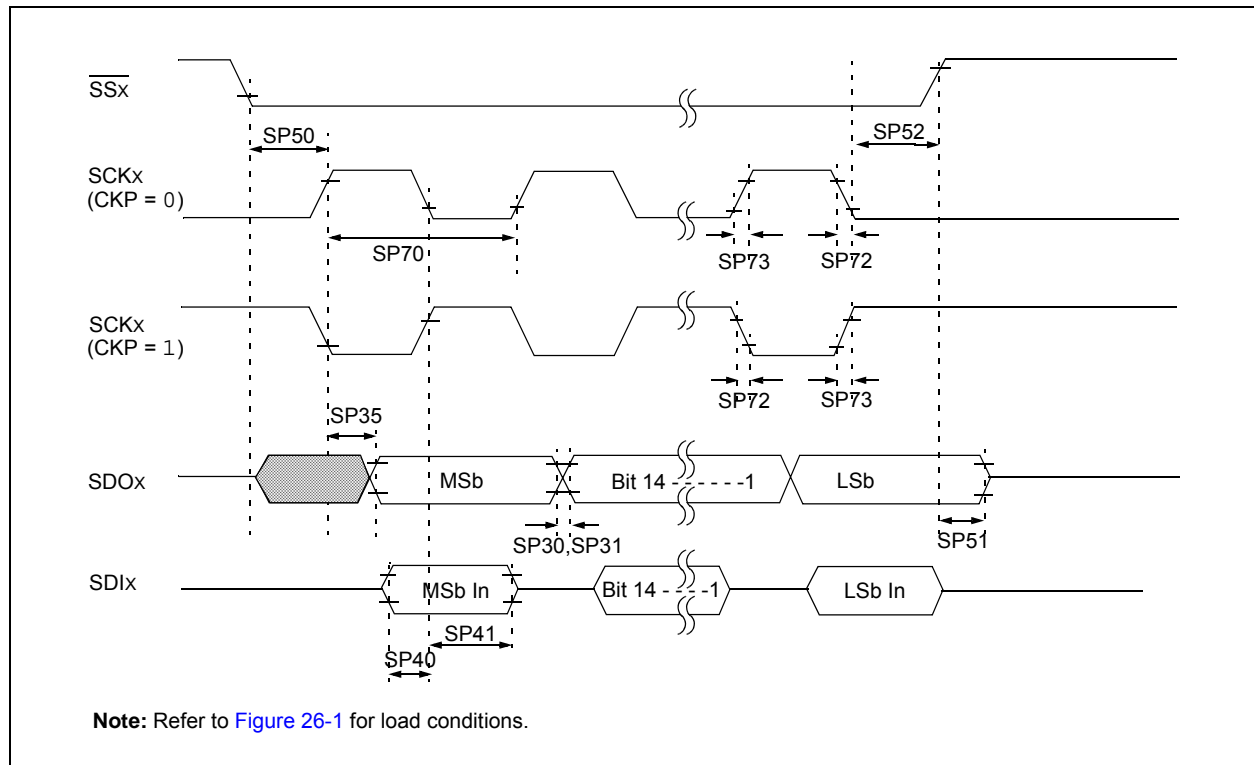 SSx
SP50
SP52
SCKx
(CKP = 0)
SP70
SP73
SP72
SCKx
(CKP = 1)
SP72
SP73
SP35
SDOx
MSb
Bit 14 - - - - - -1
LSb
SP30,SP31
SP51
SDIx
MSb In
Bit 14 - - - -1
LSb In
SP41
SP40
Note: Refer to Figure 26-1 for load conditions.